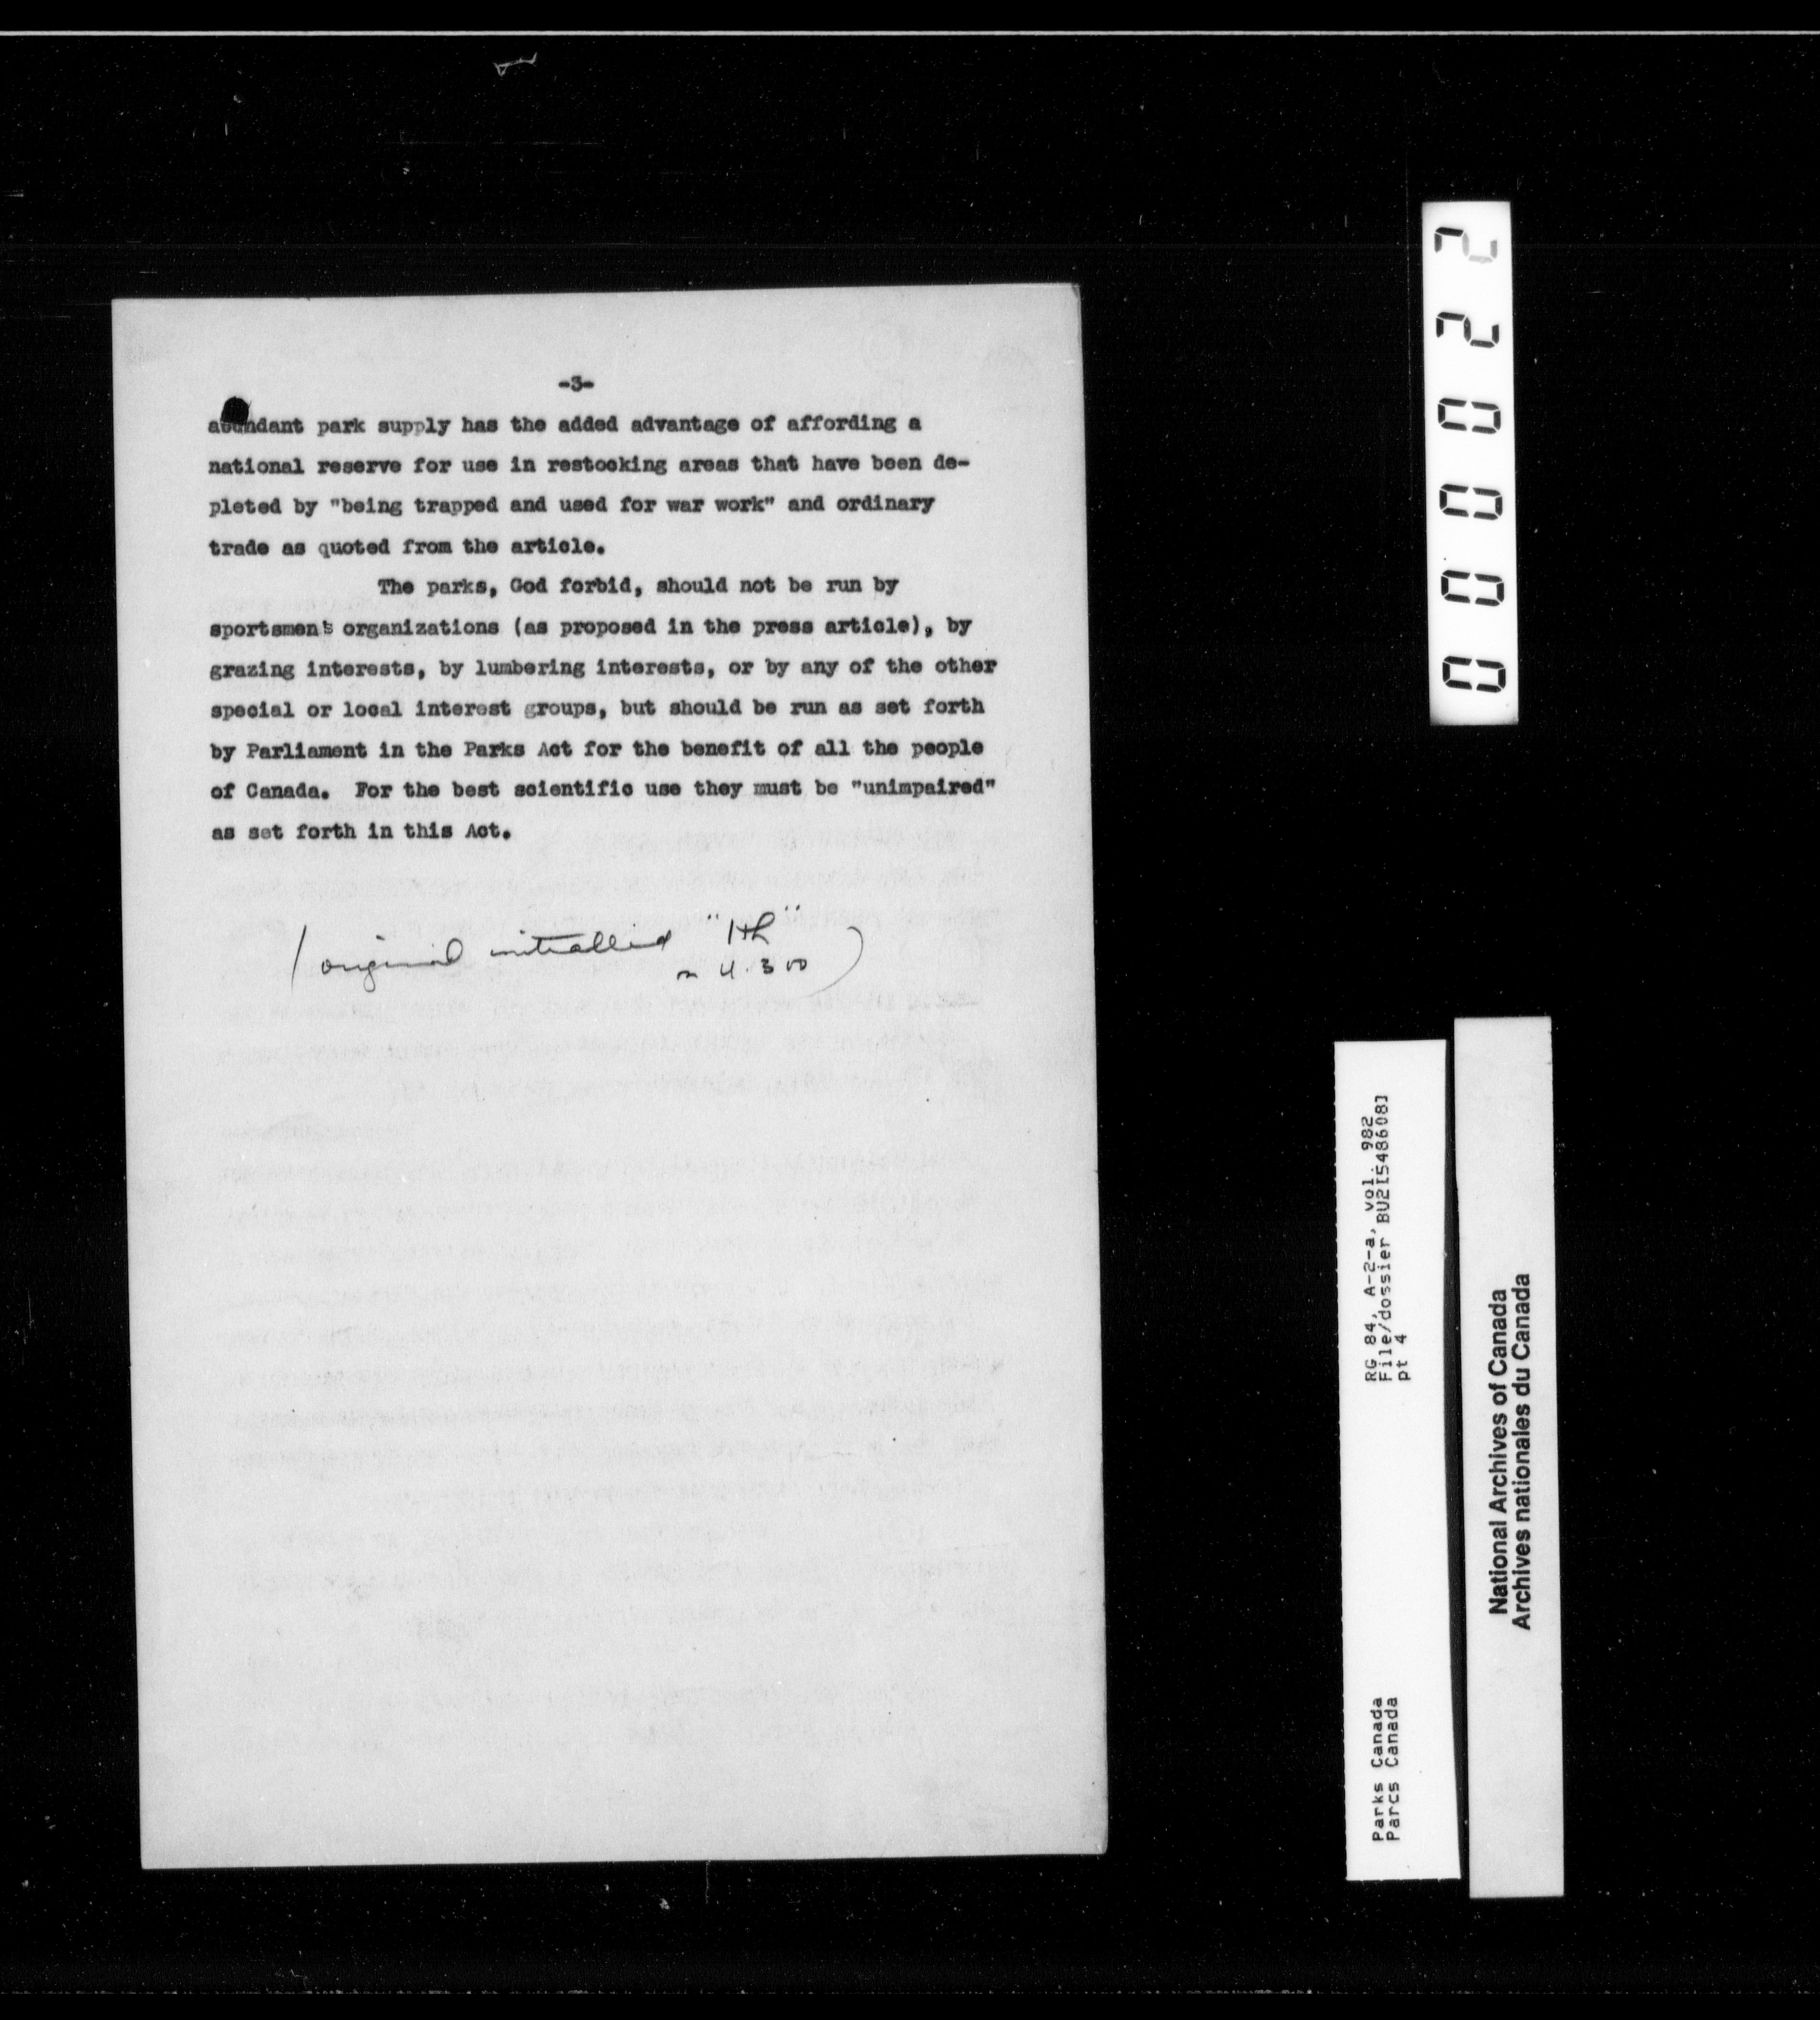 -3-
abundant park supply has the added advantage of affording a
national reserve for use in restocking areas that have been de-
pleted by "being trapped and used for war work" and ordinary
trade as quoted from the article.
The parks, God forbid, should not be run by
sportsmen's organizations (as proposed in the press article), by
grazing interests, by lumbering interests, or by any of the other
special or local interest groups, but should be run as set forth
by Parliament in the Parks Act for the benefit of all the people
of Canada. For the best scientific use they must be "unimpaired"
as set forth in this Act.
(original initialled
on U.300)
000022
RG 84, A-2-a, vol. 982
File/dossier BU2[548608]
pt 4
Parks Canada
Parcs Canada
National Archives of Canada
Archives nationales du Canada